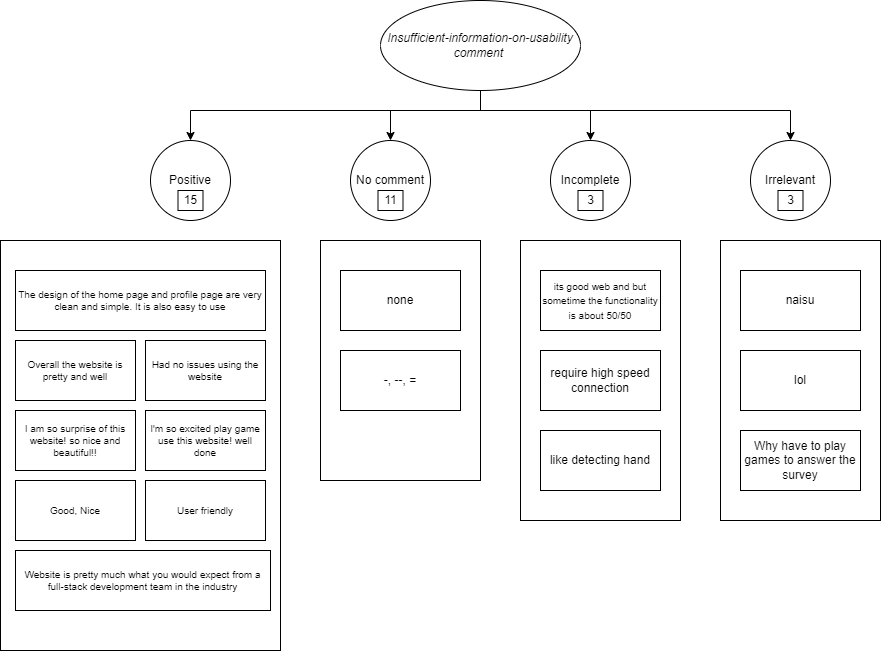 Insufficient-information-on-usability
comment
Positive
15
No comment
11
Incomplete
3
Irrelevant
3
The design of the home page and profile page are very
clean and simple. It is also easy to use
Overall the website is
pretty and well
Had no issues using the
website
I am so surprise of this
website! so nice and
beautiful!!
I'm so excited play game
use this website! well
done
Good, Nice
User friendly
Website is pretty much what you would expect from a
full-stack development team in the industry
none
-, --, =
its good web and but
sometime the functionality
is about 50/50
require high speed
connection
like detecting hand
naisu
lol
Why have to play
games to answer the
survey